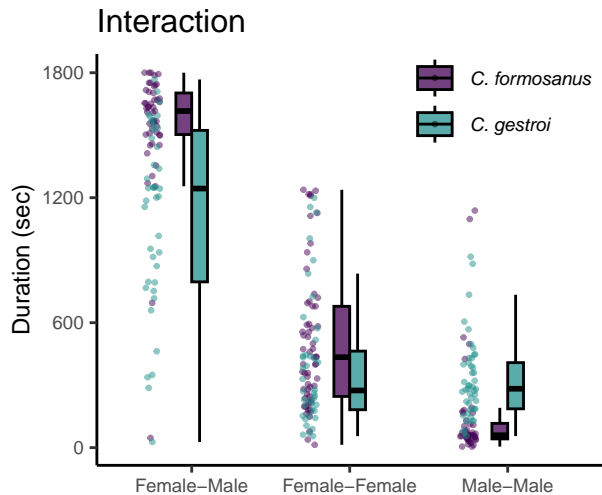 Interaction
C. formosanus
C. gestroi
Duration (sec)
1800
1200
600
0
Female−Male
Female−Female
Male−Male